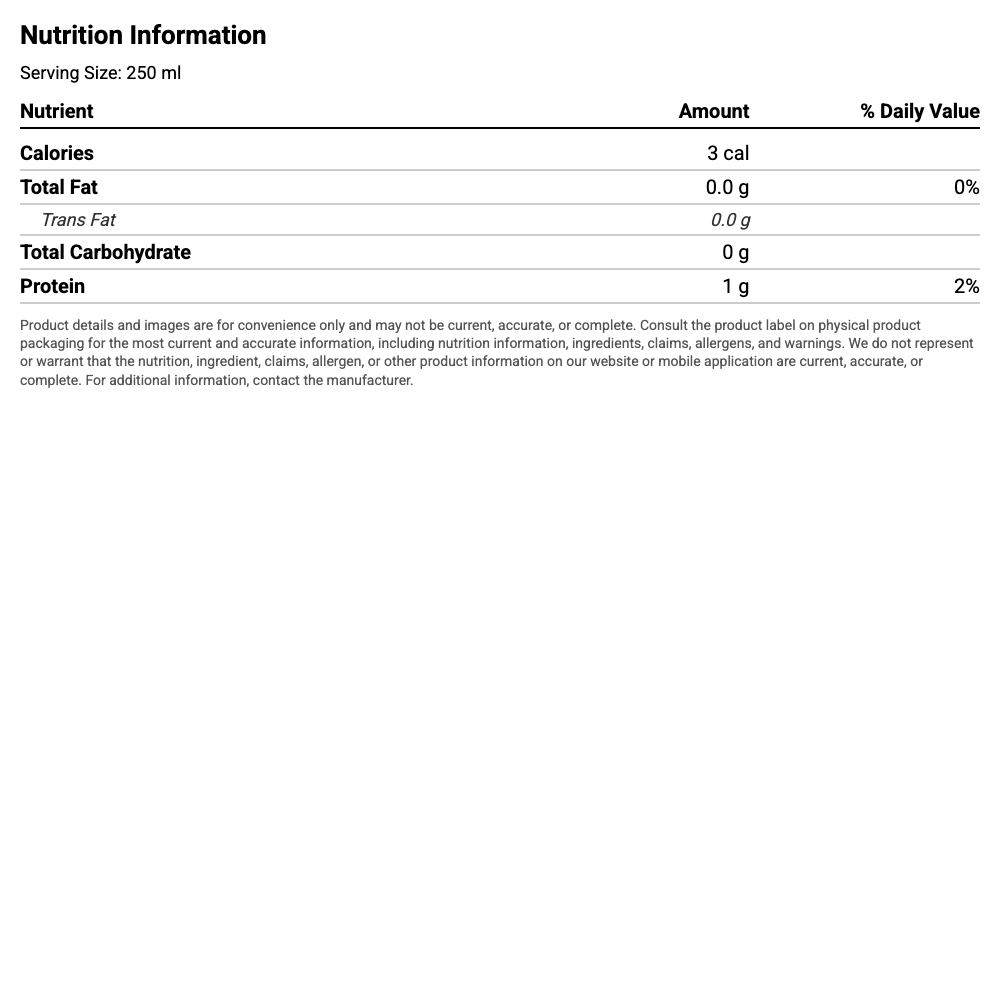 Nutrition Information
Serving Size: 250 ml
Nutrient Amount % Daily Value
Calories 3 cal
Total Fat 0.0 g 0%
Trans Fat 0.0 g
Total Carbohydrate 0 g
Protein 1 g 2%
Product details and images are for convenience only and may not be current, accurate, or complete. Consult the product label on physical product
packaging for the most current and accurate information, including nutrition information, ingredients, claims, allergens, and warnings. We do not represent
or warrant that the nutrition, ingredient, claims, allergen, or other product information on our website or mobile application are current, accurate, or
complete. For additional information, contact the manufacturer.